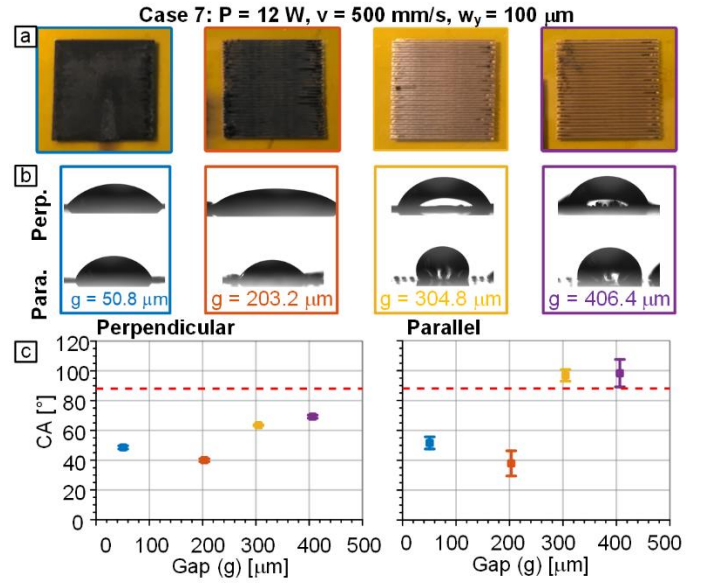 Case 7: P = 12 W, v = 500 mm/s, wy = 100 μm
a
b
Perp.
Para.
g = 50.8 μm
g = 203.2 μm
g = 304.8 μm
g = 406.4 μm
Perpendicular
Parallel
c
120
100
80
60
40
20
0
CA [°]
0 100 200 300 400 500
0 100 200 300 400 500
Gap (g) [μm]
Gap (g) [μm]